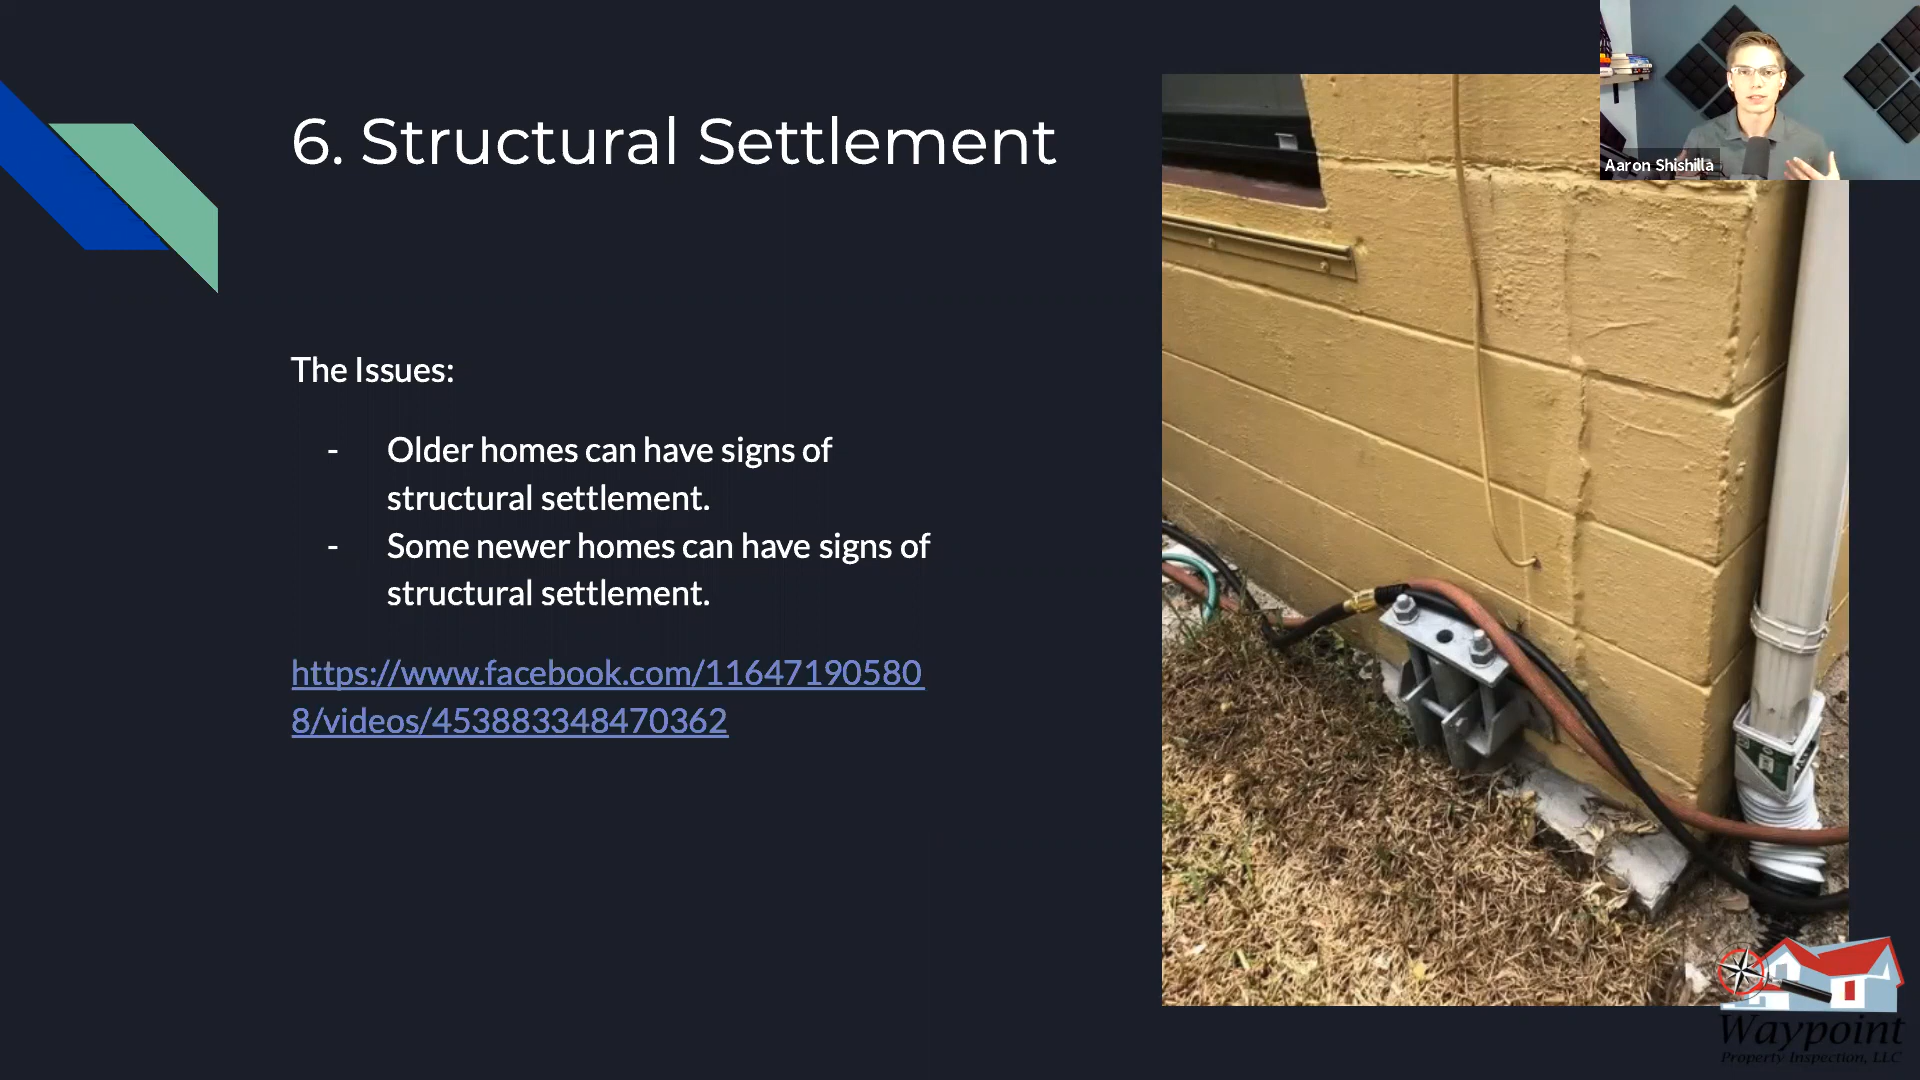 6. Structural Settlement
Aaron Shishilla
The Issues:
- Older homes can have signs of
structural settlement.
- Some newer homes can have signs of
structural settlement.
https://www.facebook.com/11647190580
8/videos/453883348470362
Waypoint
Property Inspection, LLC